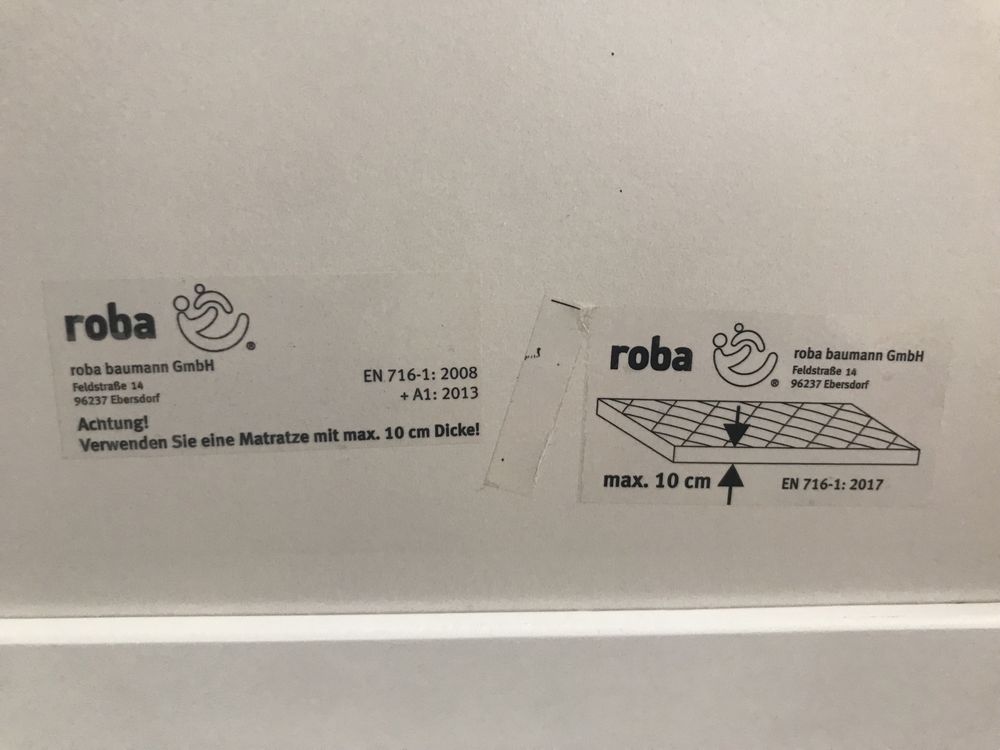 roba
®
roba baumann GmbH
Feldstraße 14
96237 Ebersdorf
EN 716-1: 2008
+ A1: 2013
Achtung!
Verwenden Sie eine Matratze mit max. 10 cm Dicke!
roba
®
roba baumann GmbH
Feldstraße 14
96237 Ebersdorf
max. 10 cm
EN 716-1: 2017